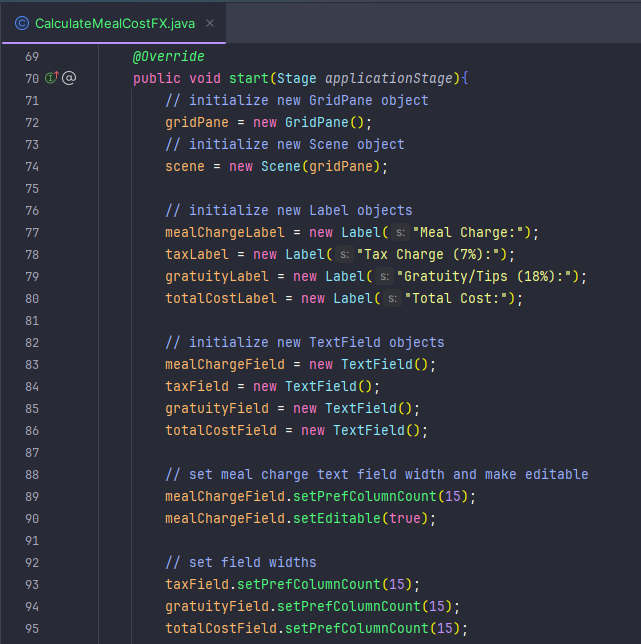 CalculateMealCostFX.java
69 @Override
70 public void start(Stage applicationStage){
71 // initialize new GridPane object
72 gridPane = new GridPane();
73 // initialize new Scene object
74 scene = new Scene(gridPane);
75
76 // initialize new Label objects
77 mealChargeLabel = new Label( s: "Meal Charge:");
78 taxLabel = new Label( s: "Tax Charge (7%):");
79 gratuityLabel = new Label( s: "Gratuity/Tips (18%):");
80 totalCostLabel = new Label( s: "Total Cost:");
81
82 // initialize new TextField objects
83 mealChargeField = new TextField();
84 taxField = new TextField();
85 gratuityField = new TextField();
86 totalCostField = new TextField();
87
88 // set meal charge text field width and make editable
89 mealChargeField.setPrefColumnCount(15);
90 mealChargeField.setEditable(true);
91
92 // set field widths
93 taxField.setPrefColumnCount(15);
94 gratuityField.setPrefColumnCount(15);
95 totalCostField.setPrefColumnCount(15);